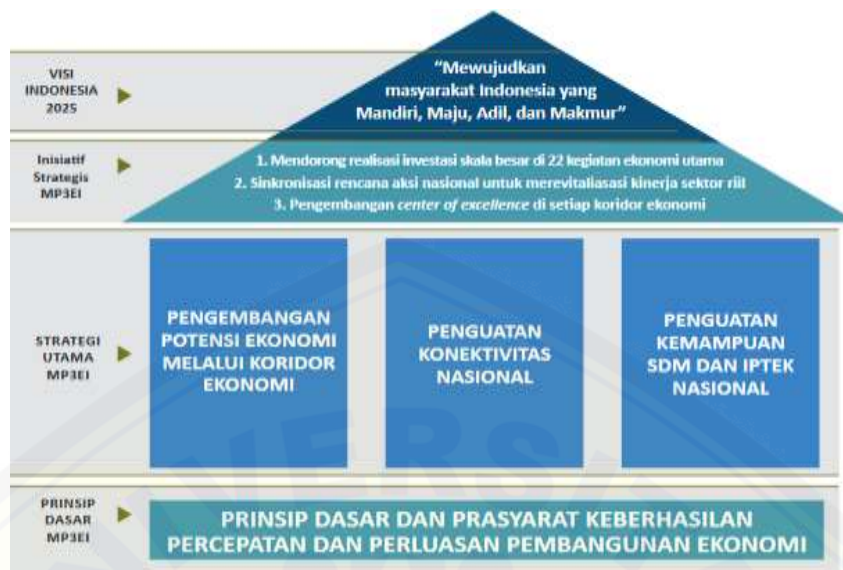 VISI
INDONESIA
2025
“Mewujudkan
masyarakat Indonesia yang
Mandiri, Maju, Adil, dan Makmur”
Inisiatif
Strategis
MP3EI
1. Mendorong realisasi investasi skala besar di 22 kegiatan ekonomi utama
2. Sinkronisasi rencana aksi nasional untuk merevitaliasasi kinerja sektor riil
3. Pengembangan center of excellence di setiap koridor ekonomi
STRATEGI
UTAMA
MP3EI
PENGEMBANGAN
POTENSI EKONOMI
MELALUI KORIDOR
EKONOMI
PENGUATAN
KONEKTIVITAS
NASIONAL
PENGUATAN
KEMAMPUAN
SDM DAN IPTEK
NASIONAL
PRINSIP
DASAR
MP3EI
PRINSIP DASAR DAN PRASYARAT KEBERHASILAN
PERCEPATAN DAN PERLUASAN PEMBANGUNAN EKONOMI